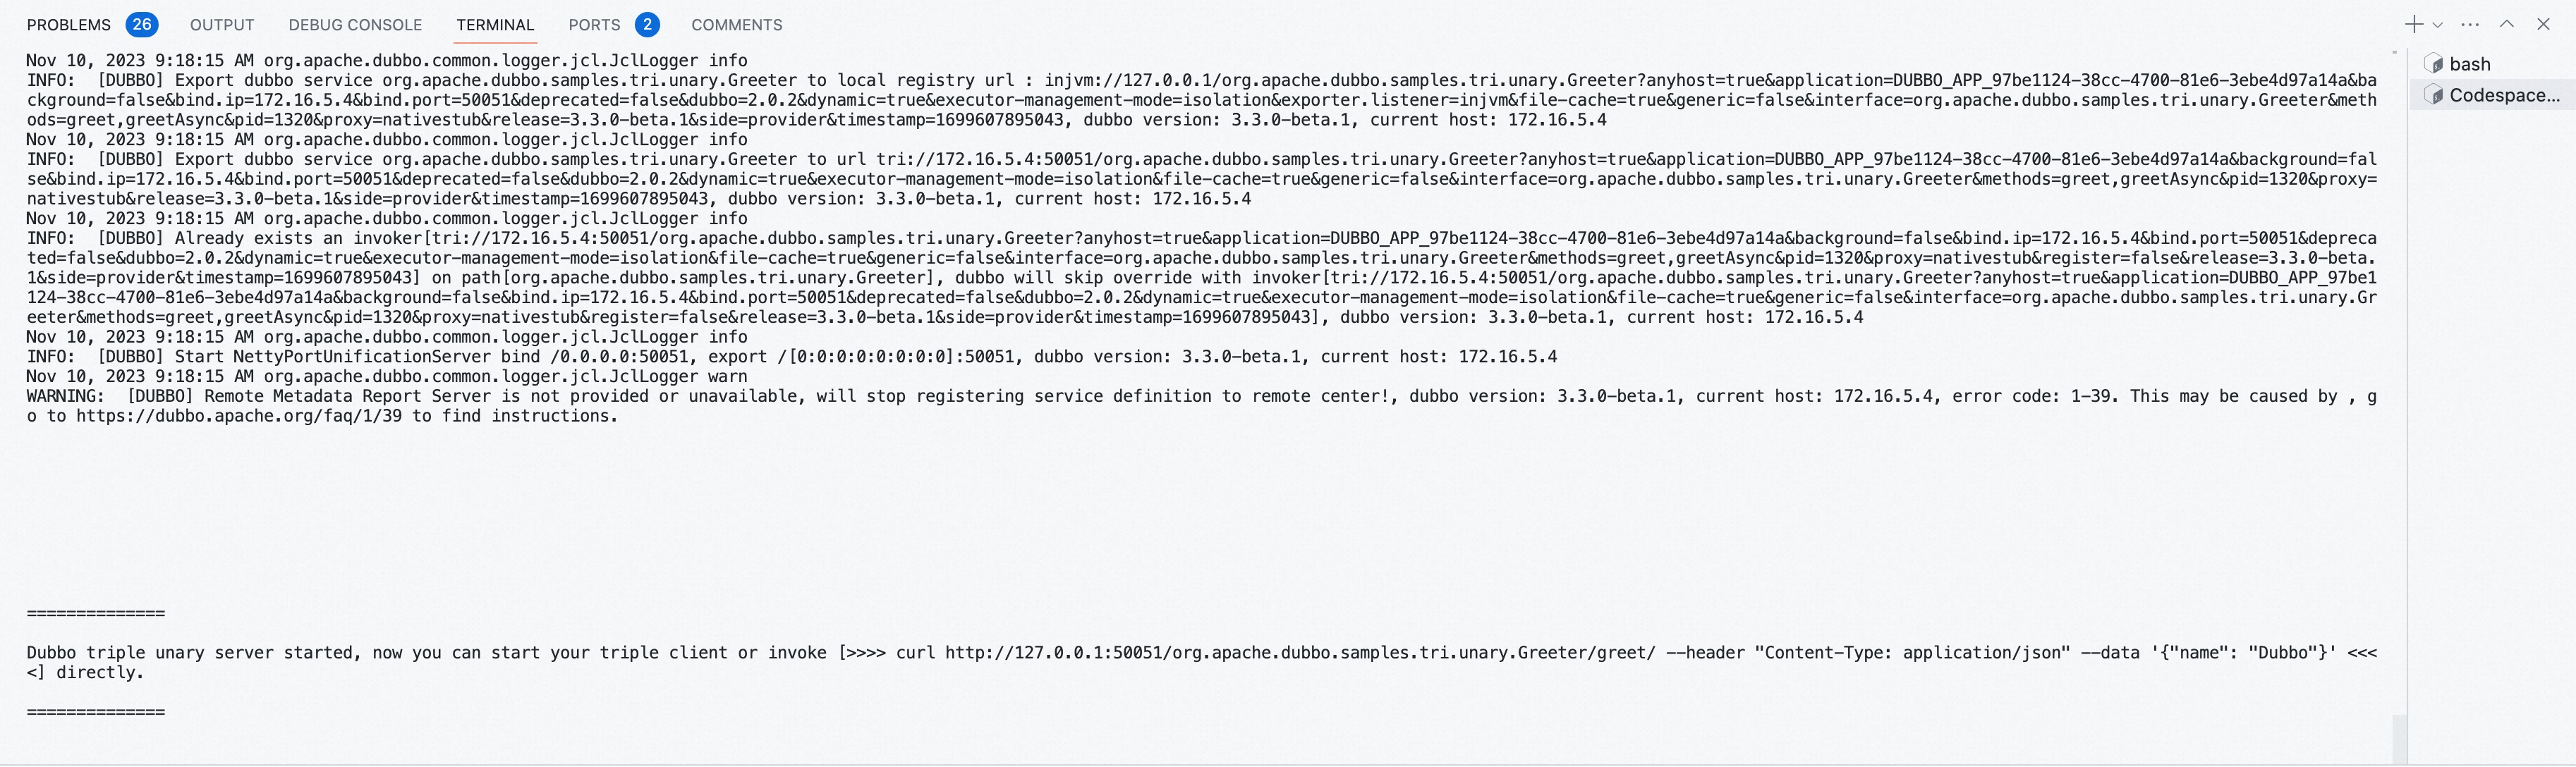 PROBLEMS 26 OUTPUT DEBUG CONSOLE TERMINAL PORTS 2 COMMENTS
Nov 10, 2023 9:18:15 AM org.apache.dubbo.common.logger.jcl.JclLogger info
INFO:  [DUBBO] Export dubbo service org.apache.dubbo.samples.tri.unary.Greeter to local registry url : injvm://127.0.0.1/org.apache.dubbo.samples.tri.unary.Greeter?anyhost=true&application=DUBBO_APP_97be1124-38cc-4700-81e6-3ebe4d97a14a&ba
ckground=false&bind.ip=172.16.5.4&bind.port=50051&deprecated=false&dubbo=2.0.2&dynamic=true&executor-management-mode=isolation&exporter.listener=injvm&file-cache=true&generic=false&interface=org.apache.dubbo.samples.tri.unary.Greeter&meth
ods=greet,greetAsync&pid=1320&proxy=nativestub&release=3.3.0-beta.1&side=provider&timestamp=1699607895043, dubbo version: 3.3.0-beta.1, current host: 172.16.5.4
Nov 10, 2023 9:18:15 AM org.apache.dubbo.common.logger.jcl.JclLogger info
INFO:  [DUBBO] Export dubbo service org.apache.dubbo.samples.tri.unary.Greeter to url tri://172.16.5.4:50051/org.apache.dubbo.samples.tri.unary.Greeter?anyhost=true&application=DUBBO_APP_97be1124-38cc-4700-81e6-3ebe4d97a14a&background=fal
se&bind.ip=172.16.5.4&bind.port=50051&deprecated=false&dubbo=2.0.2&dynamic=true&executor-management-mode=isolation&file-cache=true&generic=false&interface=org.apache.dubbo.samples.tri.unary.Greeter&methods=greet,greetAsync&pid=1320&proxy=
nativestub&release=3.3.0-beta.1&side=provider&timestamp=1699607895043, dubbo version: 3.3.0-beta.1, current host: 172.16.5.4
Nov 10, 2023 9:18:15 AM org.apache.dubbo.common.logger.jcl.JclLogger info
INFO:  [DUBBO] Already exists an invoker[tri://172.16.5.4:50051/org.apache.dubbo.samples.tri.unary.Greeter?anyhost=true&application=DUBBO_APP_97be1124-38cc-4700-81e6-3ebe4d97a14a&background=false&bind.ip=172.16.5.4&bind.port=50051&depreca
ted=false&dubbo=2.0.2&dynamic=true&executor-management-mode=isolation&file-cache=true&generic=false&interface=org.apache.dubbo.samples.tri.unary.Greeter&methods=greet,greetAsync&pid=1320&proxy=nativestub&register=false&release=3.3.0-beta.
1&side=provider&timestamp=1699607895043] on path[org.apache.dubbo.samples.tri.unary.Greeter], dubbo will skip override with invoker[tri://172.16.5.4:50051/org.apache.dubbo.samples.tri.unary.Greeter?anyhost=true&application=DUBBO_APP_97be1
124-38cc-4700-81e6-3ebe4d97a14a&background=false&bind.ip=172.16.5.4&bind.port=50051&deprecated=false&dubbo=2.0.2&dynamic=true&executor-management-mode=isolation&file-cache=true&generic=false&interface=org.apache.dubbo.samples.tri.unary.Gr
eeter&methods=greet,greetAsync&pid=1320&proxy=nativestub&register=false&release=3.3.0-beta.1&side=provider&timestamp=1699607895043], dubbo version: 3.3.0-beta.1, current host: 172.16.5.4
Nov 10, 2023 9:18:15 AM org.apache.dubbo.common.logger.jcl.JclLogger info
INFO:  [DUBBO] Start NettyPortUnificationServer bind /0.0.0.0:50051, export /[0:0:0:0:0:0:0:0]:50051, dubbo version: 3.3.0-beta.1, current host: 172.16.5.4
Nov 10, 2023 9:18:15 AM org.apache.dubbo.common.logger.jcl.JclLogger warn
WARNING:  [DUBBO] Remote Metadata Report Server is not provided or unavailable, will stop registering service definition to remote center!, dubbo version: 3.3.0-beta.1, current host: 172.16.5.4, error code: 1-39. This may be caused by , g
o to https://dubbo.apache.org/faq/1/39 to find instructions.
==============
Dubbo triple unary server started, now you can start your triple client or invoke [>>>> curl http://127.0.0.1:50051/org.apache.dubbo.samples.tri.unary.Greeter/greet/ --header "Content-Type: application/json" --data '{"name": "Dubbo"}' <<<
<] directly.
==============
bash
Codespace...